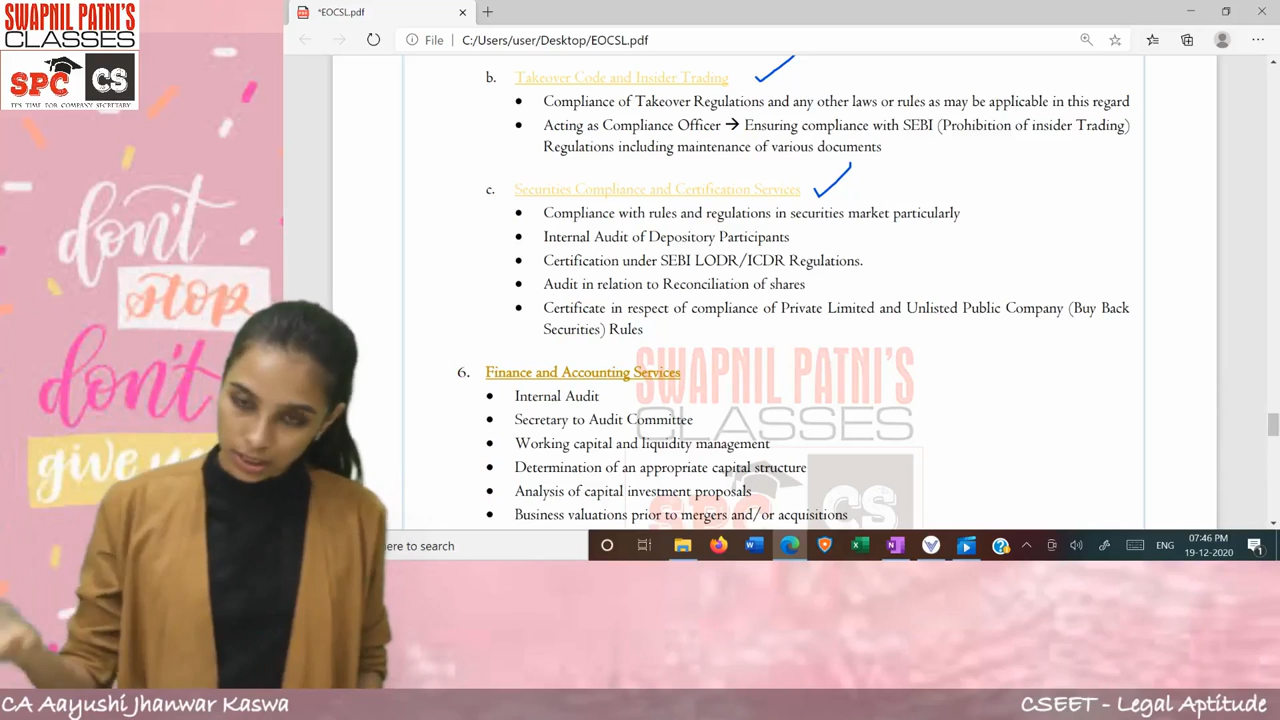 SWAPNIL PATNI'S
CLASSES
SPC CS
IT'S TIME FOR COMPANY SECRETARY
don't
stop
don't
give
*EOCSL.pdf
File C:/Users/user/Desktop/EOCSL.pdf
b. Takeover Code and Insider Trading
• Compliance of Takeover Regulations and any other laws or rules as may be applicable in this regard
• Acting as Compliance Officer → Ensuring compliance with SEBI (Prohibition of insider Trading)
Regulations including maintenance of various documents
c. Securities Compliance and Certification Services
• Compliance with rules and regulations in securities market particularly
• Internal Audit of Depository Participants
• Certification under SEBI LODR/ICDR Regulations.
• Audit in relation to Reconciliation of shares
• Certificate in respect of compliance of Private Limited and Unlisted Public Company (Buy Back
Securities) Rules
SWAPNIL PATNI'S
CLASSES
SPC CS
6. Finance and Accounting Services
• Internal Audit
• Secretary to Audit Committee
• Working capital and liquidity management
• Determination of an appropriate capital structure
• Analysis of capital investment proposals
• Business valuations prior to mergers and/or acquisitions
ere to search
ENG
07:46 PM
19-12-2020
CA Aayushi Jhanwar Kaswa
CSEET - Legal Aptitude